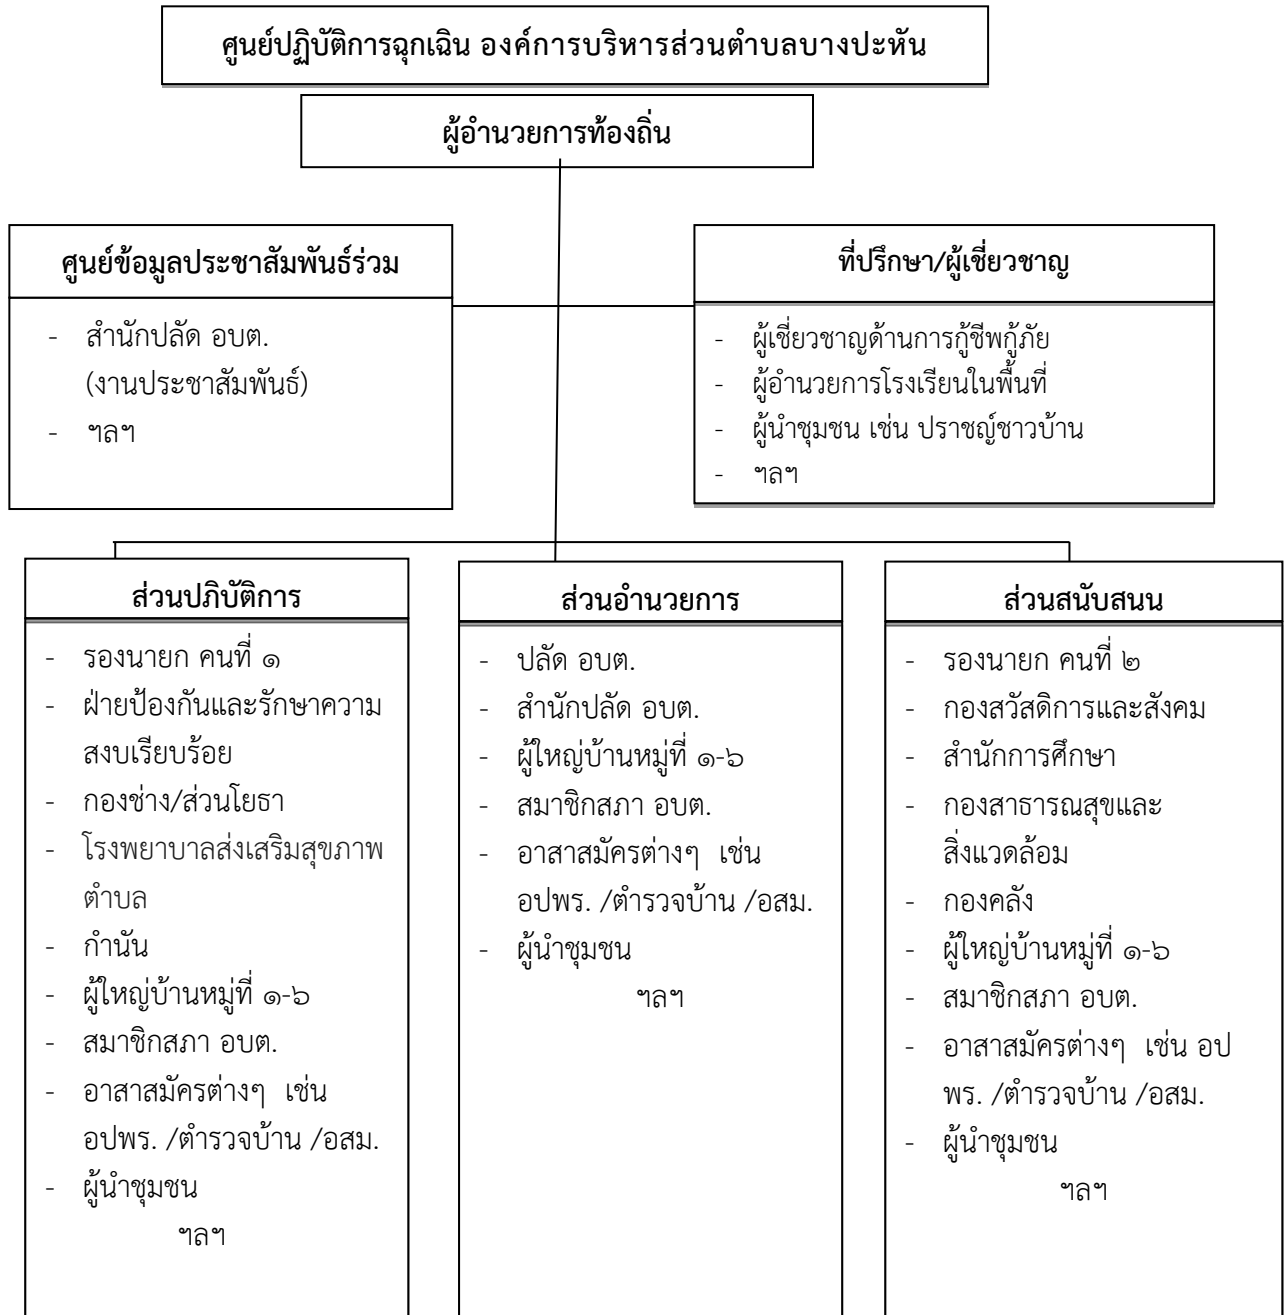 ศูนย์ปฏิบัติการฉุกเฉิน องค์การบริหารส่วนตำบลบางปะหัน
ผู้อำนวยการท้องถิ่น
ศูนย์ข้อมูลประชาสัมพันธ์ร่วม
- สำนักปลัด อบต.
(งานประชาสัมพันธ์)
- ฯลฯ
ที่ปรึกษา/ผู้เชี่ยวชาญ
- ผู้เชี่ยวชาญด้านการกู้ชีพกู้ภัย
- ผู้อำนวยการโรงเรียนในพื้นที่
- ผู้นำชุมชน เช่น ปราชญ์ชาวบ้าน
- ฯลฯ
ส่วนปภิบัติการ
- รองนายก คนที่ ๑
- ฝ่ายป้องกันและรักษาความ
สงบเรียบร้อย
- กองช่าง/ส่วนโยธา
- โรงพยาบาลส่งเสริมสุขภาพ
ตำบล
- กำนัน
- ผู้ใหญ่บ้านหมู่ที่ ๑-๖
- สมาชิกสภา อบต.
- อาสาสมัครต่างๆ เช่น
อปพร. /ตำรวจบ้าน /อสม.
- ผู้นำชุมชน
ฯลฯ
ส่วนอำนวยการ
- ปลัด อบต.
- สำนักปลัด อบต.
- ผู้ใหญ่บ้านหมู่ที่ ๑-๖
- สมาชิกสภา อบต.
- อาสาสมัครต่างๆ เช่น
อปพร. /ตำรวจบ้าน /อสม.
- ผู้นำชุมชน
ฯลฯ
ส่วนสนับสนน
- รองนายก คนที่ ๒
- กองสวัสดิการและสังคม
- สำนักการศึกษา
- กองสาธารณสุขและ
สิ่งแวดล้อม
- กองคลัง
- ผู้ใหญ่บ้านหมู่ที่ ๑-๖
- สมาชิกสภา อบต.
- อาสาสมัครต่างๆ เช่น อป
พร. /ตำรวจบ้าน /อสม.
- ผู้นำชุมชน
ฯลฯ